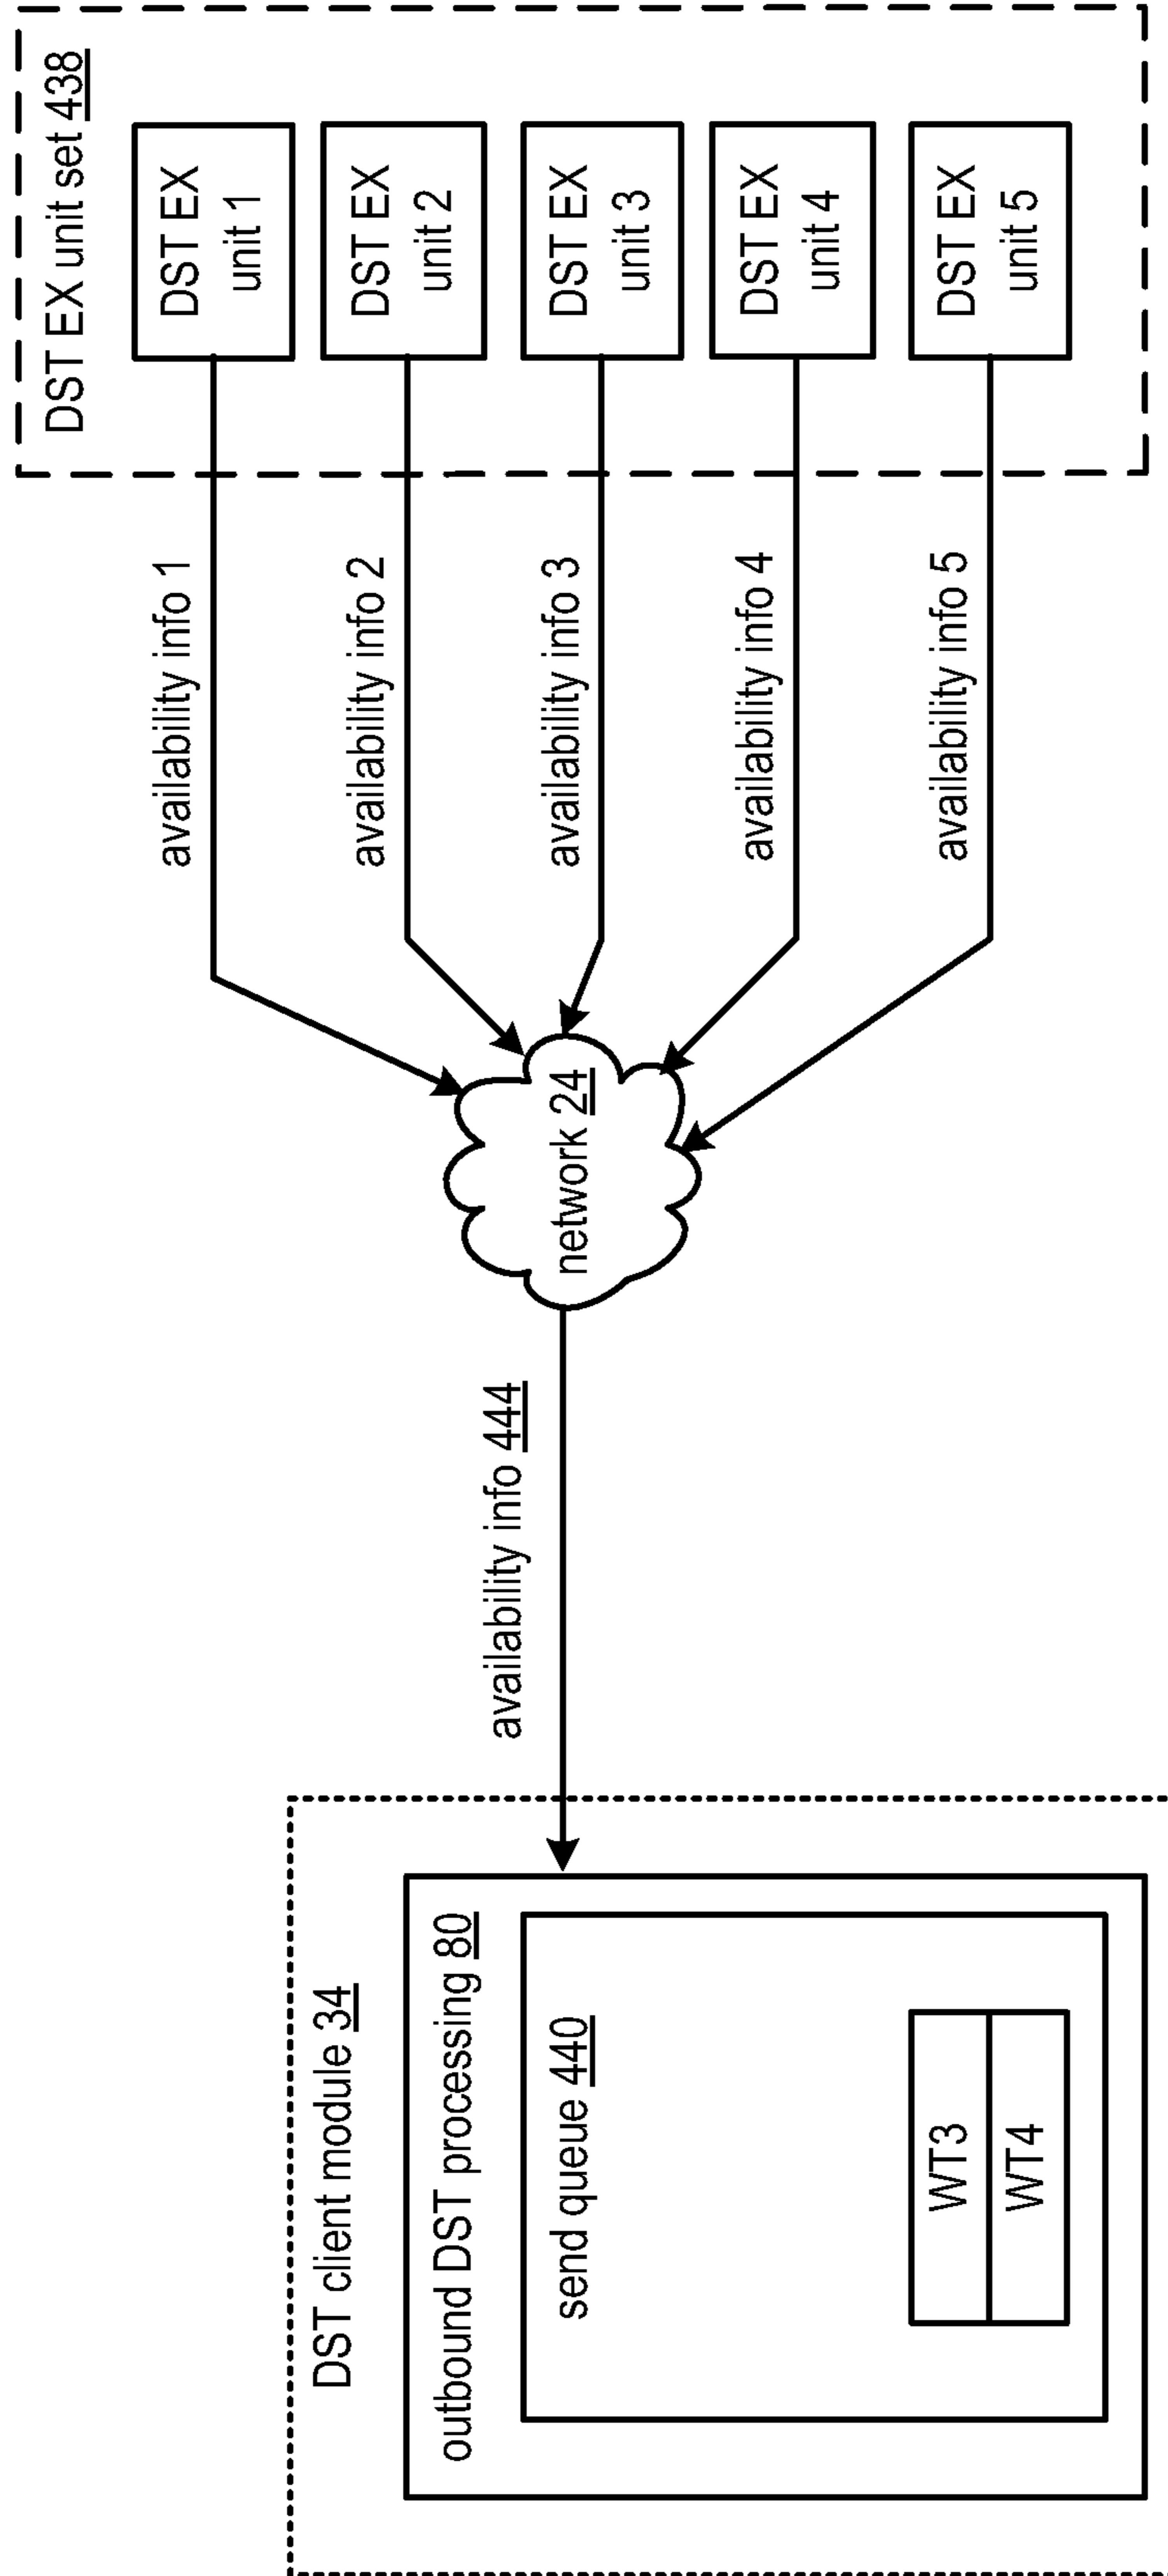 DST client module 34
outbound DST processing 80
send queue 440
WT3
WT4
availability info 444
network 24
availability info 1
availability info 2
availability info 3
availability info 4
availability info 5
DST EX unit set 438
DST EX
unit 1
DST EX
unit 2
DST EX
unit 3
DST EX
unit 4
DST EX
unit 5